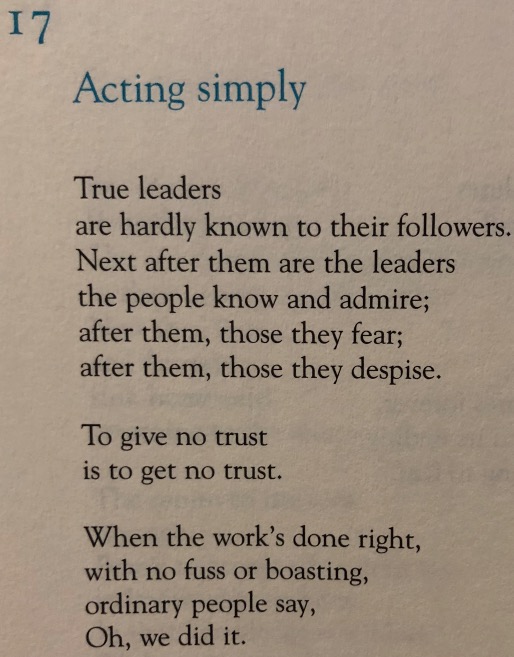 17
Acting simply
True leaders
are hardly known to their followers.
Next after them are the leaders
the people know and admire;
after them, those they fear;
after them, those they despise.
To give no trust
is to get no trust.
When the work's done right,
with no fuss or boasting,
ordinary people say,
Oh, we did it.